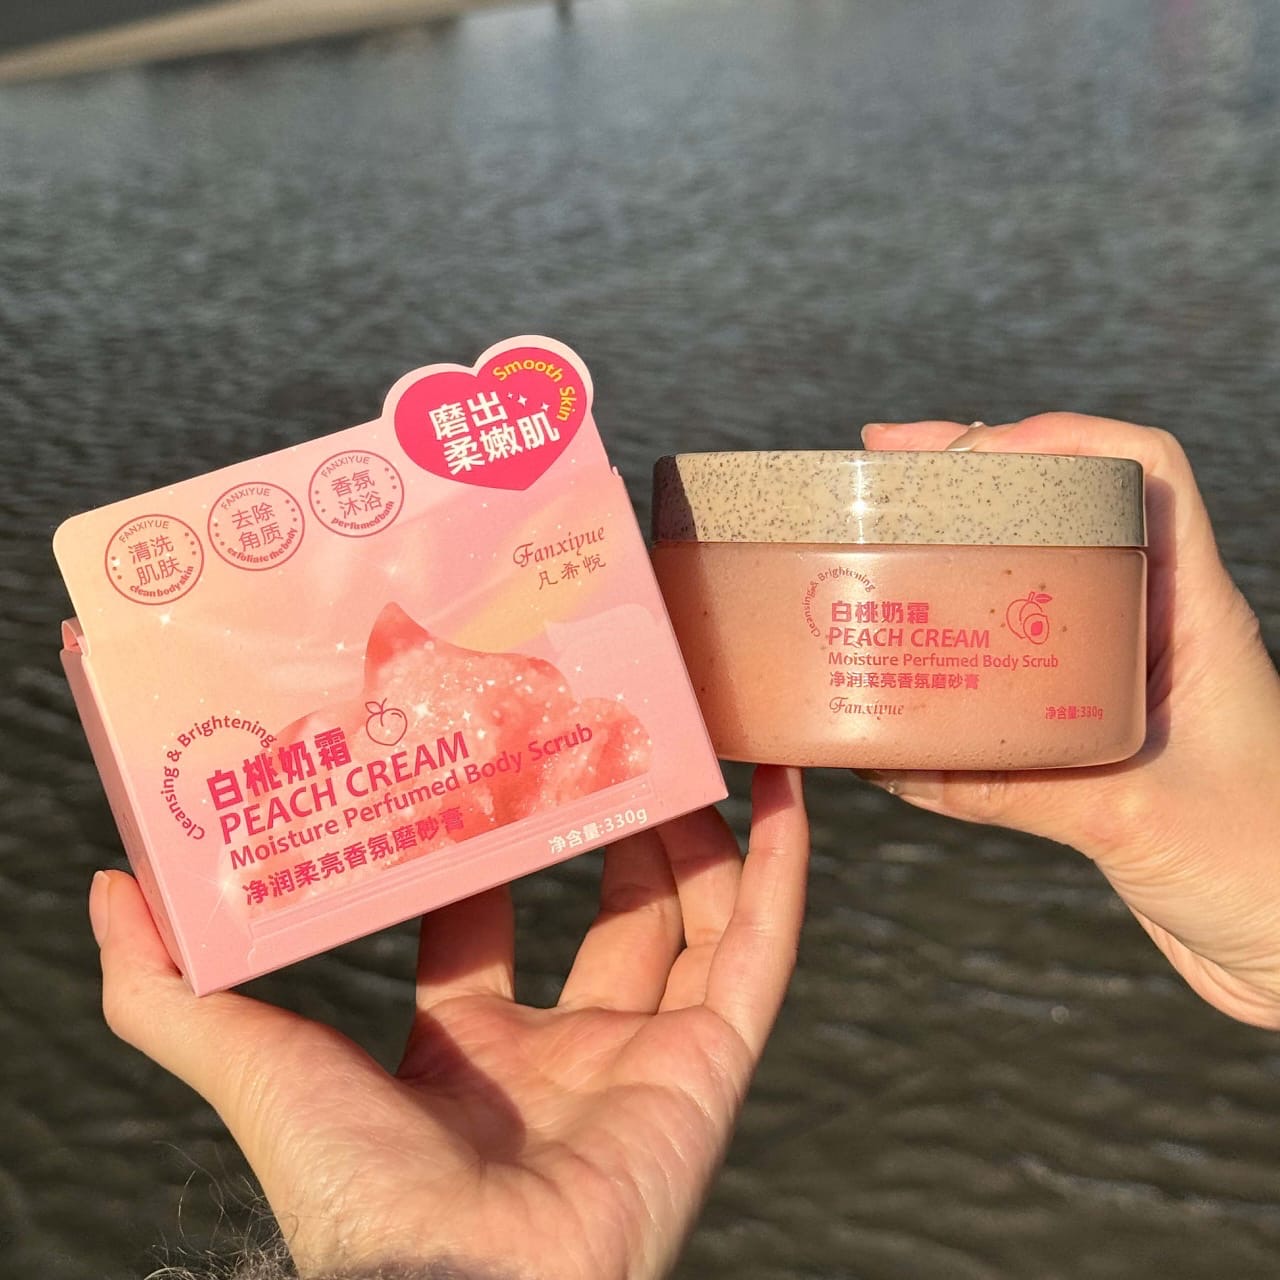 Smooth Skin
磨出
柔嫩肌
FANXIYUE
清洗
肌肤
clean body skin
FANXIYUE
去除
角质
exfoliate the body
FANXIYUE
香氛
沐浴
perfumed bath
Fanxiyue
凡希悦
Cleansing & Brightening
白桃奶霜
PEACH CREAM
Moisture Perfumed Body Scrub
净润柔亮香氛磨砂膏
净含量:330g
Cleansing & Brightening
白桃奶霜
PEACH CREAM
Moisture Perfumed Body Scrub
净润柔亮香氛磨砂膏
Fanxiyue
净含量:330g